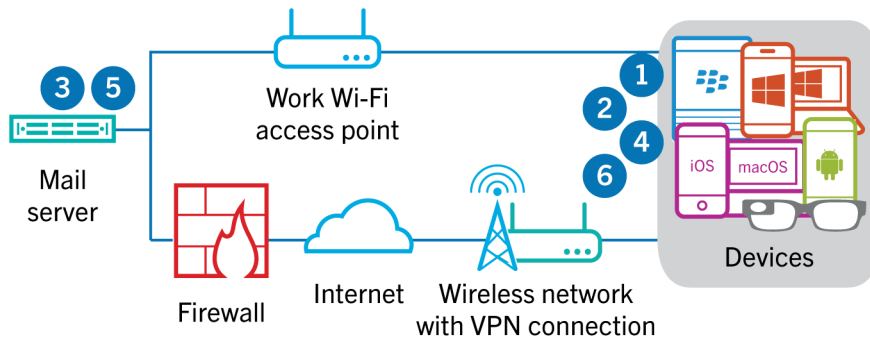 3 5
1
2
4
6
Work Wi-Fi
access point
Mail
server
iOS macOS
Devices
Firewall
Internet
Wireless network
with VPN connection